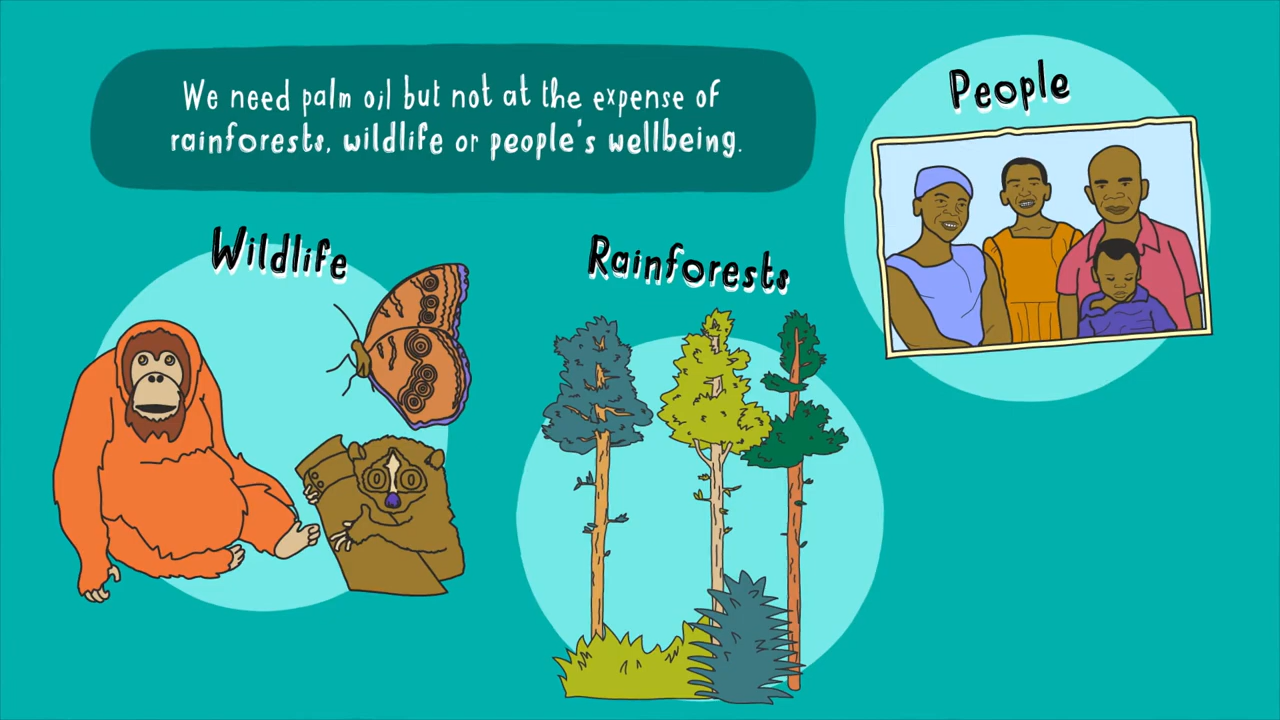 We need palm oil but not at the expense of
rainforests, wildlife or people's wellbeing.
People
Wildlife
Rainforests